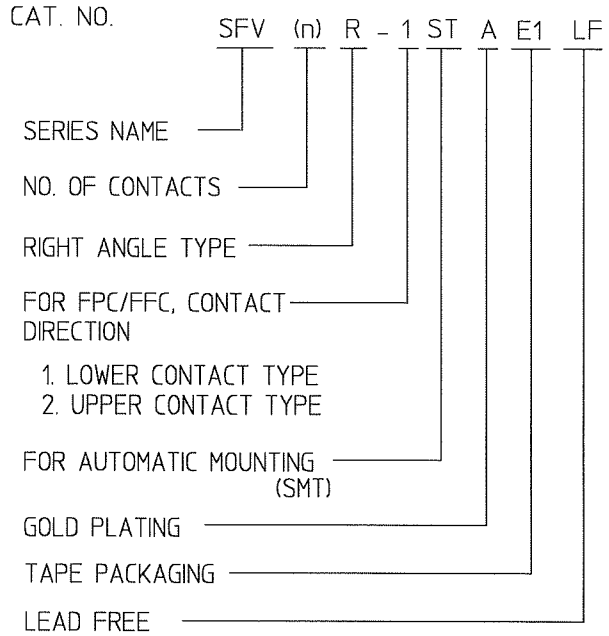 CAT. NO.
SFV (n) R - 1 ST A E1 LF
SERIES NAME
NO. OF CONTACTS
RIGHT ANGLE TYPE
FOR FPC/FFC, CONTACT
DIRECTION
1. LOWER CONTACT TYPE
2. UPPER CONTACT TYPE
FOR AUTOMATIC MOUNTING
(SMT)
GOLD PLATING
TAPE PACKAGING
LEAD FREE